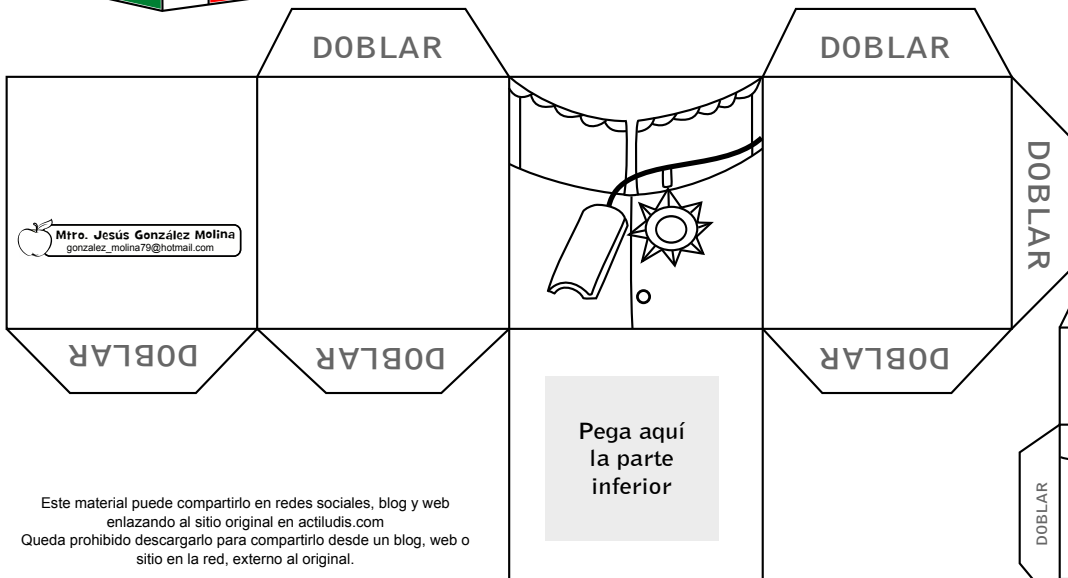 DOBLAR
DOBLAR
DOBLAR
Mtro. Jesús González Molina
gonzalez_molina79@hotmail.com
DOBLAR
DOBLAR
DOBLAR
Pega aquí
la parte
inferior
DOBLAR
Este material puede compartirlo en redes sociales, blog y web
enlazando al sitio original en actiludis.com
Queda prohibido descargarlo para compartirlo desde un blog, web o
sitio en la red, externo al original.